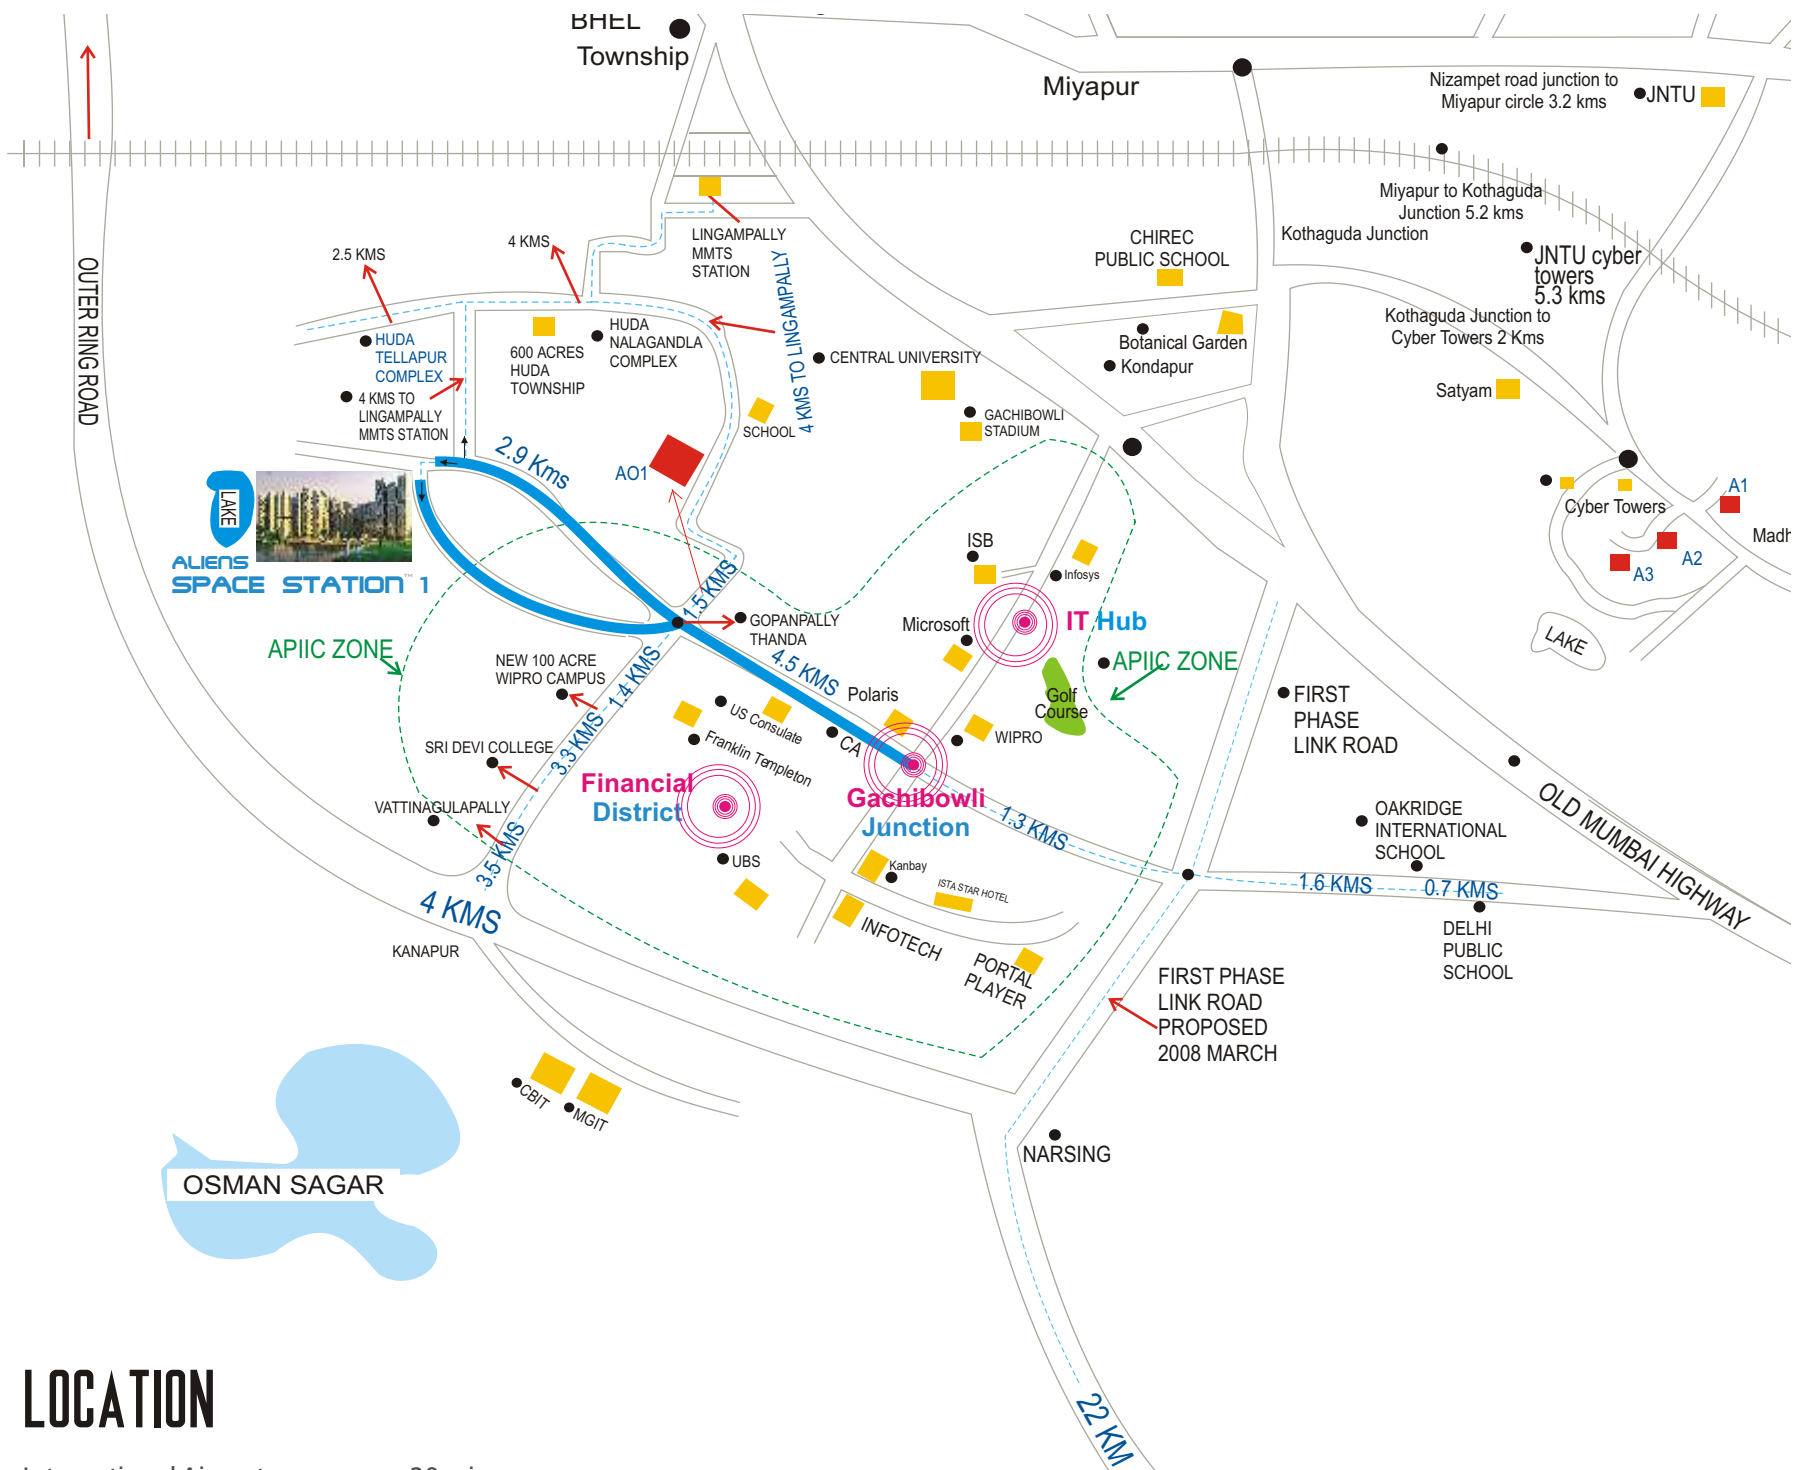 BHEL
Township
Miyapur
Nizampet road junction to
Miyapur circle 3.2 kms
JNTU
Miyapur to Kothaguda
Junction 5.2 kms
Kothaguda Junction
CHIREC
PUBLIC SCHOOL
JNTU cyber
towers
5.3 kms
Kothaguda Junction to
Cyber Towers 2 Kms
LINGAMPALLY
MMTS
STATION
4 KMS
2.5 KMS
OUTER RING ROAD
4 KMS TO LINGAMPALLY
HUDA
TELLAPUR
COMPLEX
4 KMS TO
LINGAMPALLY
MMTS STATION
600 ACRES
HUDA
TOWNSHIP
HUDA
NALAGANDLA
COMPLEX
CENTRAL UNIVERSITY
Botanical Garden
Kondapur
Satyam
GACHIBOWLI
STADIUM
SCHOOL
AO1
2.9 Kms
LAKE
ALIENS
SPACE STATION™ 1
Cyber Towers
A1
A2
A3
Madh
LAKE
ISB
Infosys
IT Hub
Microsoft
1.5 KMS
GOPANPALLY
THANDA
APIIC ZONE
APIIC ZONE
NEW 100 ACRE
WIPRO CAMPUS
1.4 KMS
4.5 KMS
Polaris
Golf
Course
FIRST
PHASE
LINK ROAD
US Consulate
Franklin Templeton
CA
WIPRO
SRI DEVI COLLEGE
3.3 KMS
Financial
District
Gachibowli
Junction
1.3 KMS
VATTINAGULAPALLY
3.5 KMS
UBS
Kanbay
ISTA STAR HOTEL
OAKRIDGE
INTERNATIONAL
SCHOOL
OLD MUMBAI HIGHWAY
1.6 KMS
0.7 KMS
4 KMS
KANAPUR
INFOTECH
PORTAL
PLAYER
DELHI
PUBLIC
SCHOOL
FIRST PHASE
LINK ROAD
PROPOSED
2008 MARCH
CBIT
MGIT
NARSING
OSMAN SAGAR
22 KM
LOCATION